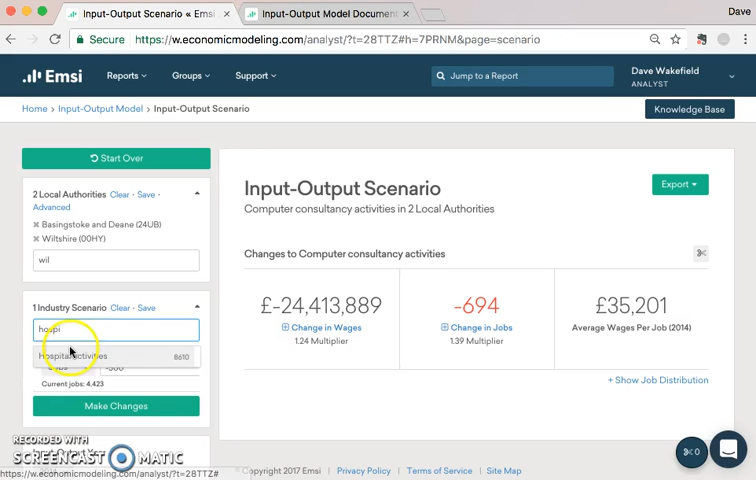 Input-Output Scenario « Emsi
Input-Output Model Document
Dave
Secure
https://w.economicmodeling.com/analyst/?t=28TTZ#h=7PRNM&page=scenario
Emsi
Reports
Groups
Support
Jump to a Report
Dave Wakefield
ANALYST
Home › Input-Output Model › Input-Output Scenario
Knowledge Base
Start Over
2 Local Authorities Clear · Save ·
Advanced
Basingstoke and Deane (24UB)
Wiltshire (00HY)
wil
1 Industry Scenario Clear · Save
hospi
Hospital activities 8610
Current jobs: 4,423
Make Changes
Input-Output Scenario
Computer consultancy activities in 2 Local Authorities
Export
Changes to Computer consultancy activities
£-24,413,889
Change in Wages
1.24 Multiplier
-694
Change in Jobs
1.39 Multiplier
£35,201
Average Wages Per Job (2014)
+ Show Job Distribution
RECORDED WITH
SCREENCAST MATIC
https://w.economicmodeling.com/analyst/?t=28TTZ#
Copyright 2017 Emsi
Privacy Policy
Terms of Service
Site Map
0